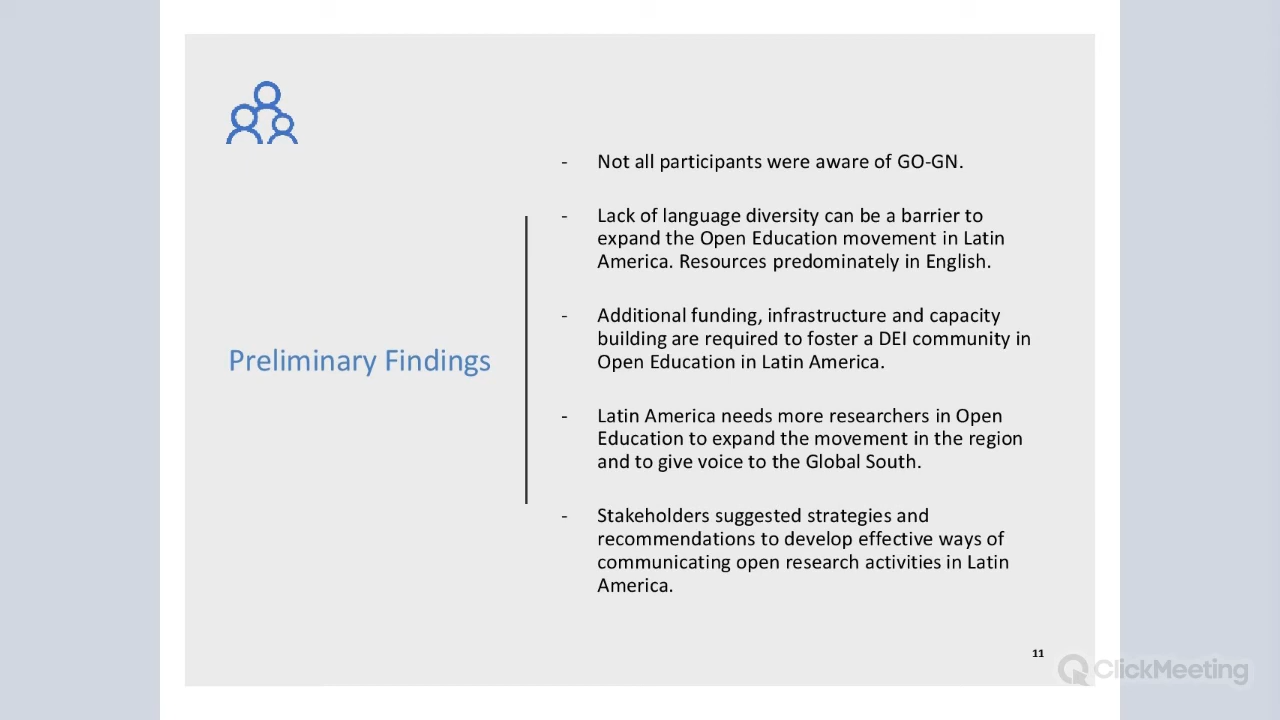 Preliminary Findings
- Not all participants were aware of GO-GN.
- Lack of language diversity can be a barrier to
expand the Open Education movement in Latin
America. Resources predominately in English.
- Additional funding, infrastructure and capacity
building are required to foster a DEI community in
Open Education in Latin America.
- Latin America needs more researchers in Open
Education to expand the movement in the region
and to give voice to the Global South.
- Stakeholders suggested strategies and
recommendations to develop effective ways of
communicating open research activities in Latin
America.
11
ClickMeeting